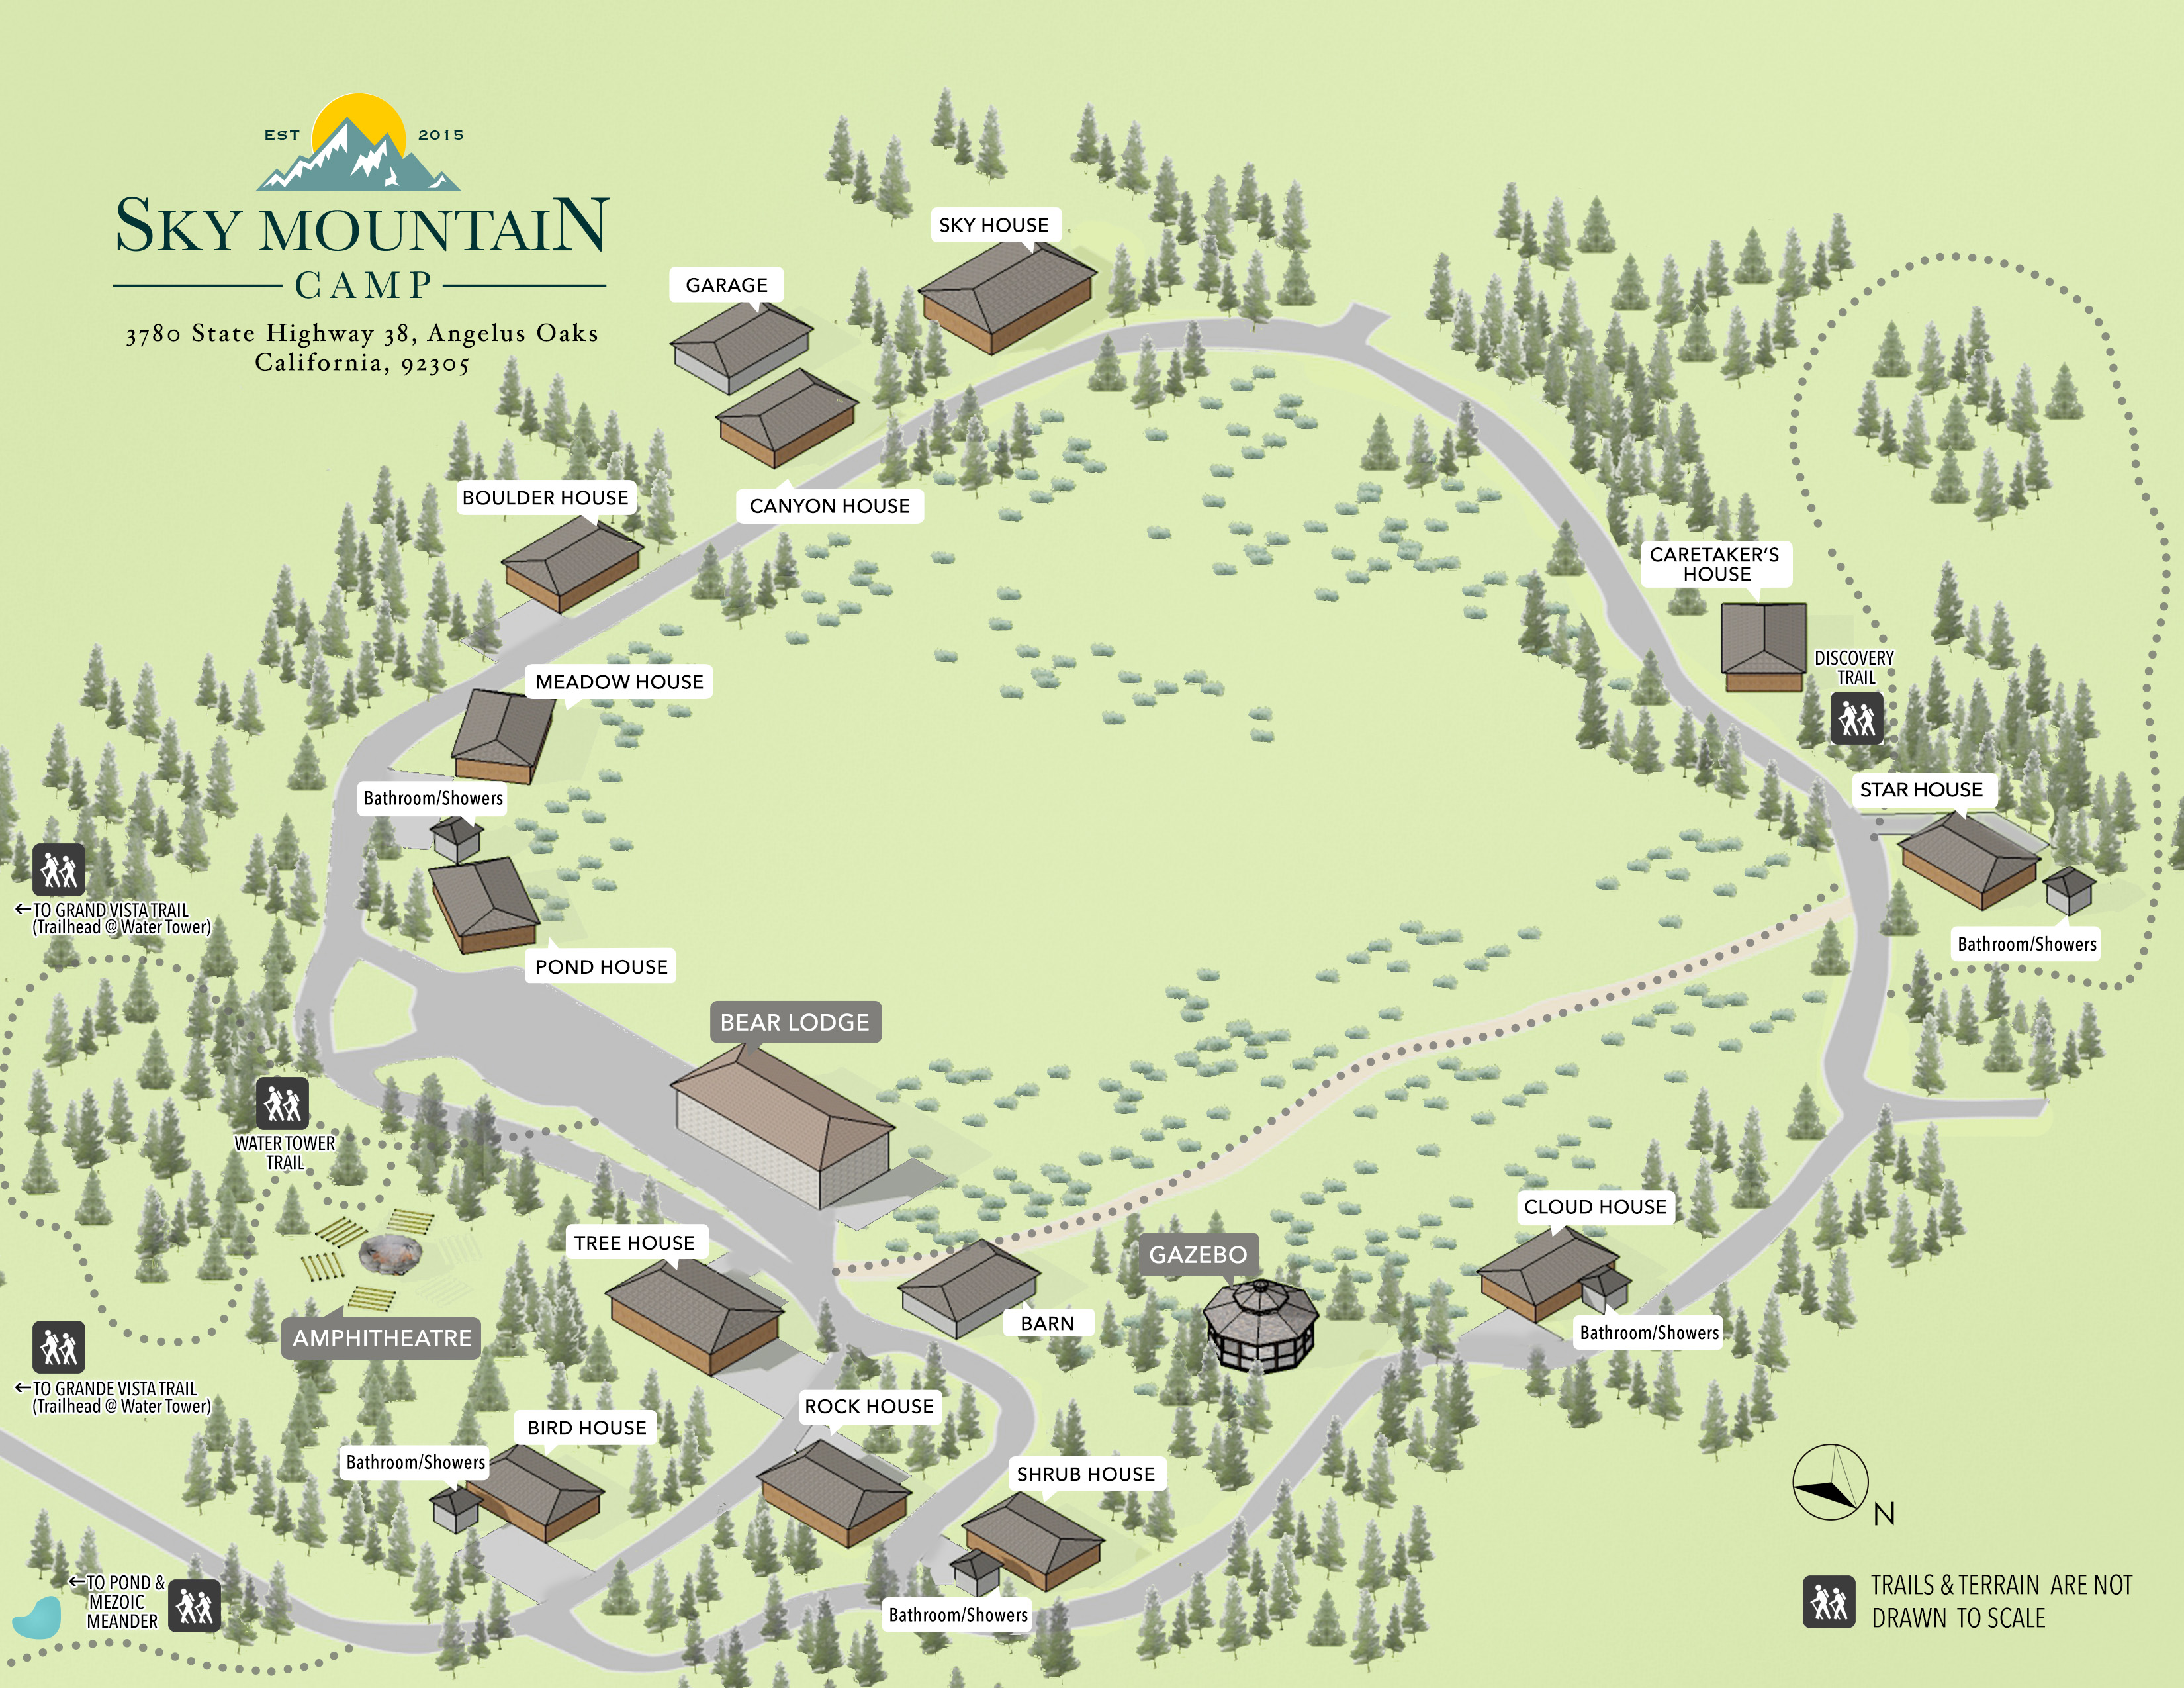 EST 2015
SKY MOUNTAIN
CAMP
3780 State Highway 38, Angelus Oaks
California, 92305
SKY HOUSE
GARAGE
CANYON HOUSE
BOULDER HOUSE
CARETAKER'S
HOUSE
DISCOVERY
TRAIL
MEADOW HOUSE
Bathroom/Showers
STAR HOUSE
Bathroom/Showers
←TO GRAND VISTA TRAIL
(Trailhead @ Water Tower)
POND HOUSE
BEAR LODGE
WATER TOWER
TRAIL
TREE HOUSE
CLOUD HOUSE
GAZEBO
BARN
Bathroom/Showers
AMPHITHEATRE
←TO GRANDE VISTA TRAIL
(Trailhead @ Water Tower)
ROCK HOUSE
BIRD HOUSE
Bathroom/Showers
SHRUB HOUSE
Bathroom/Showers
N
←TO POND &
MEZOIC
MEANDER
TRAILS & TERRAIN ARE NOT
DRAWN TO SCALE